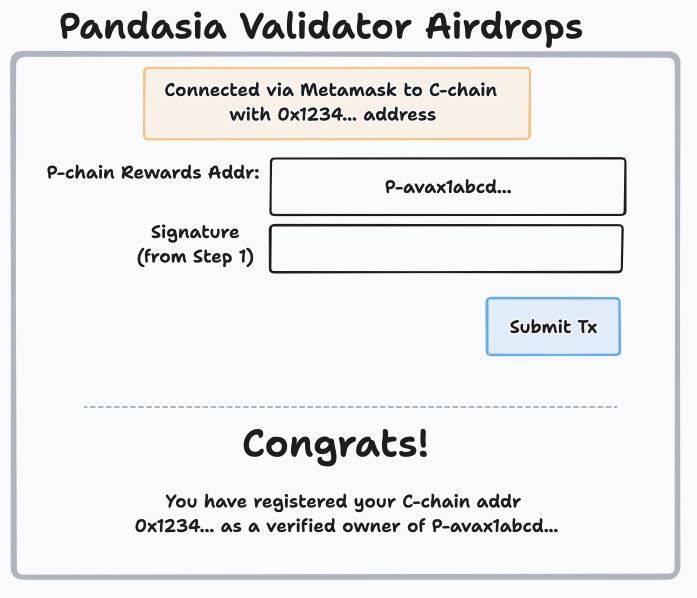 Pandasia Validator Airdrops
Connected via Metamask to C-chain
with 0x1234... address
P-chain Rewards Addr:
P-avax1abcd...
Signature
(from Step 1)
Submit Tx
Congrats!
You have registered your C-chain addr
0x1234... as a verified owner of P-avax1abcd...